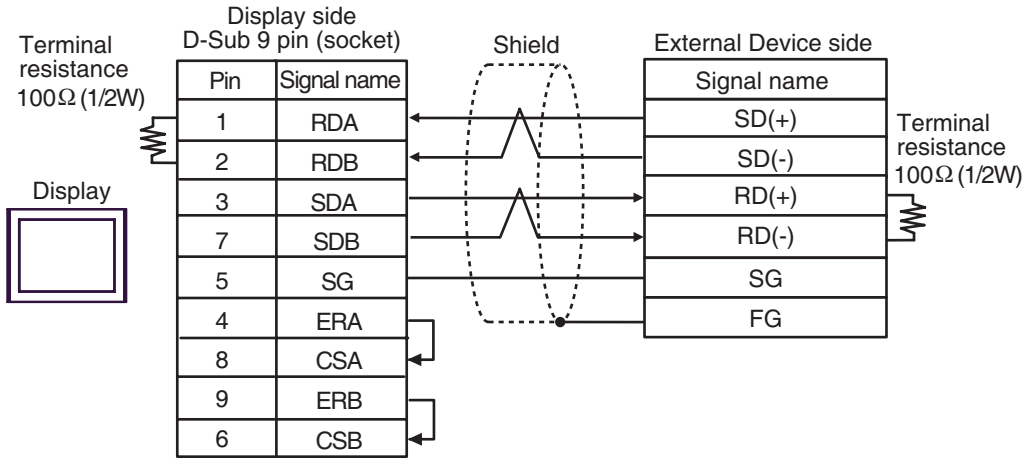 Display side
D-Sub 9 pin (socket)
Terminal
resistance
100Ω (1/2W)
Shield
External Device side
Pin Signal name
Signal name
1 RDA
SD(+)
2 RDB
SD(-)
3 SDA
RD(+)
7 SDB
RD(-)
5 SG
SG
4 ERA
FG
8 CSA
9 ERB
6 CSB
Terminal
resistance
100Ω (1/2W)
Display